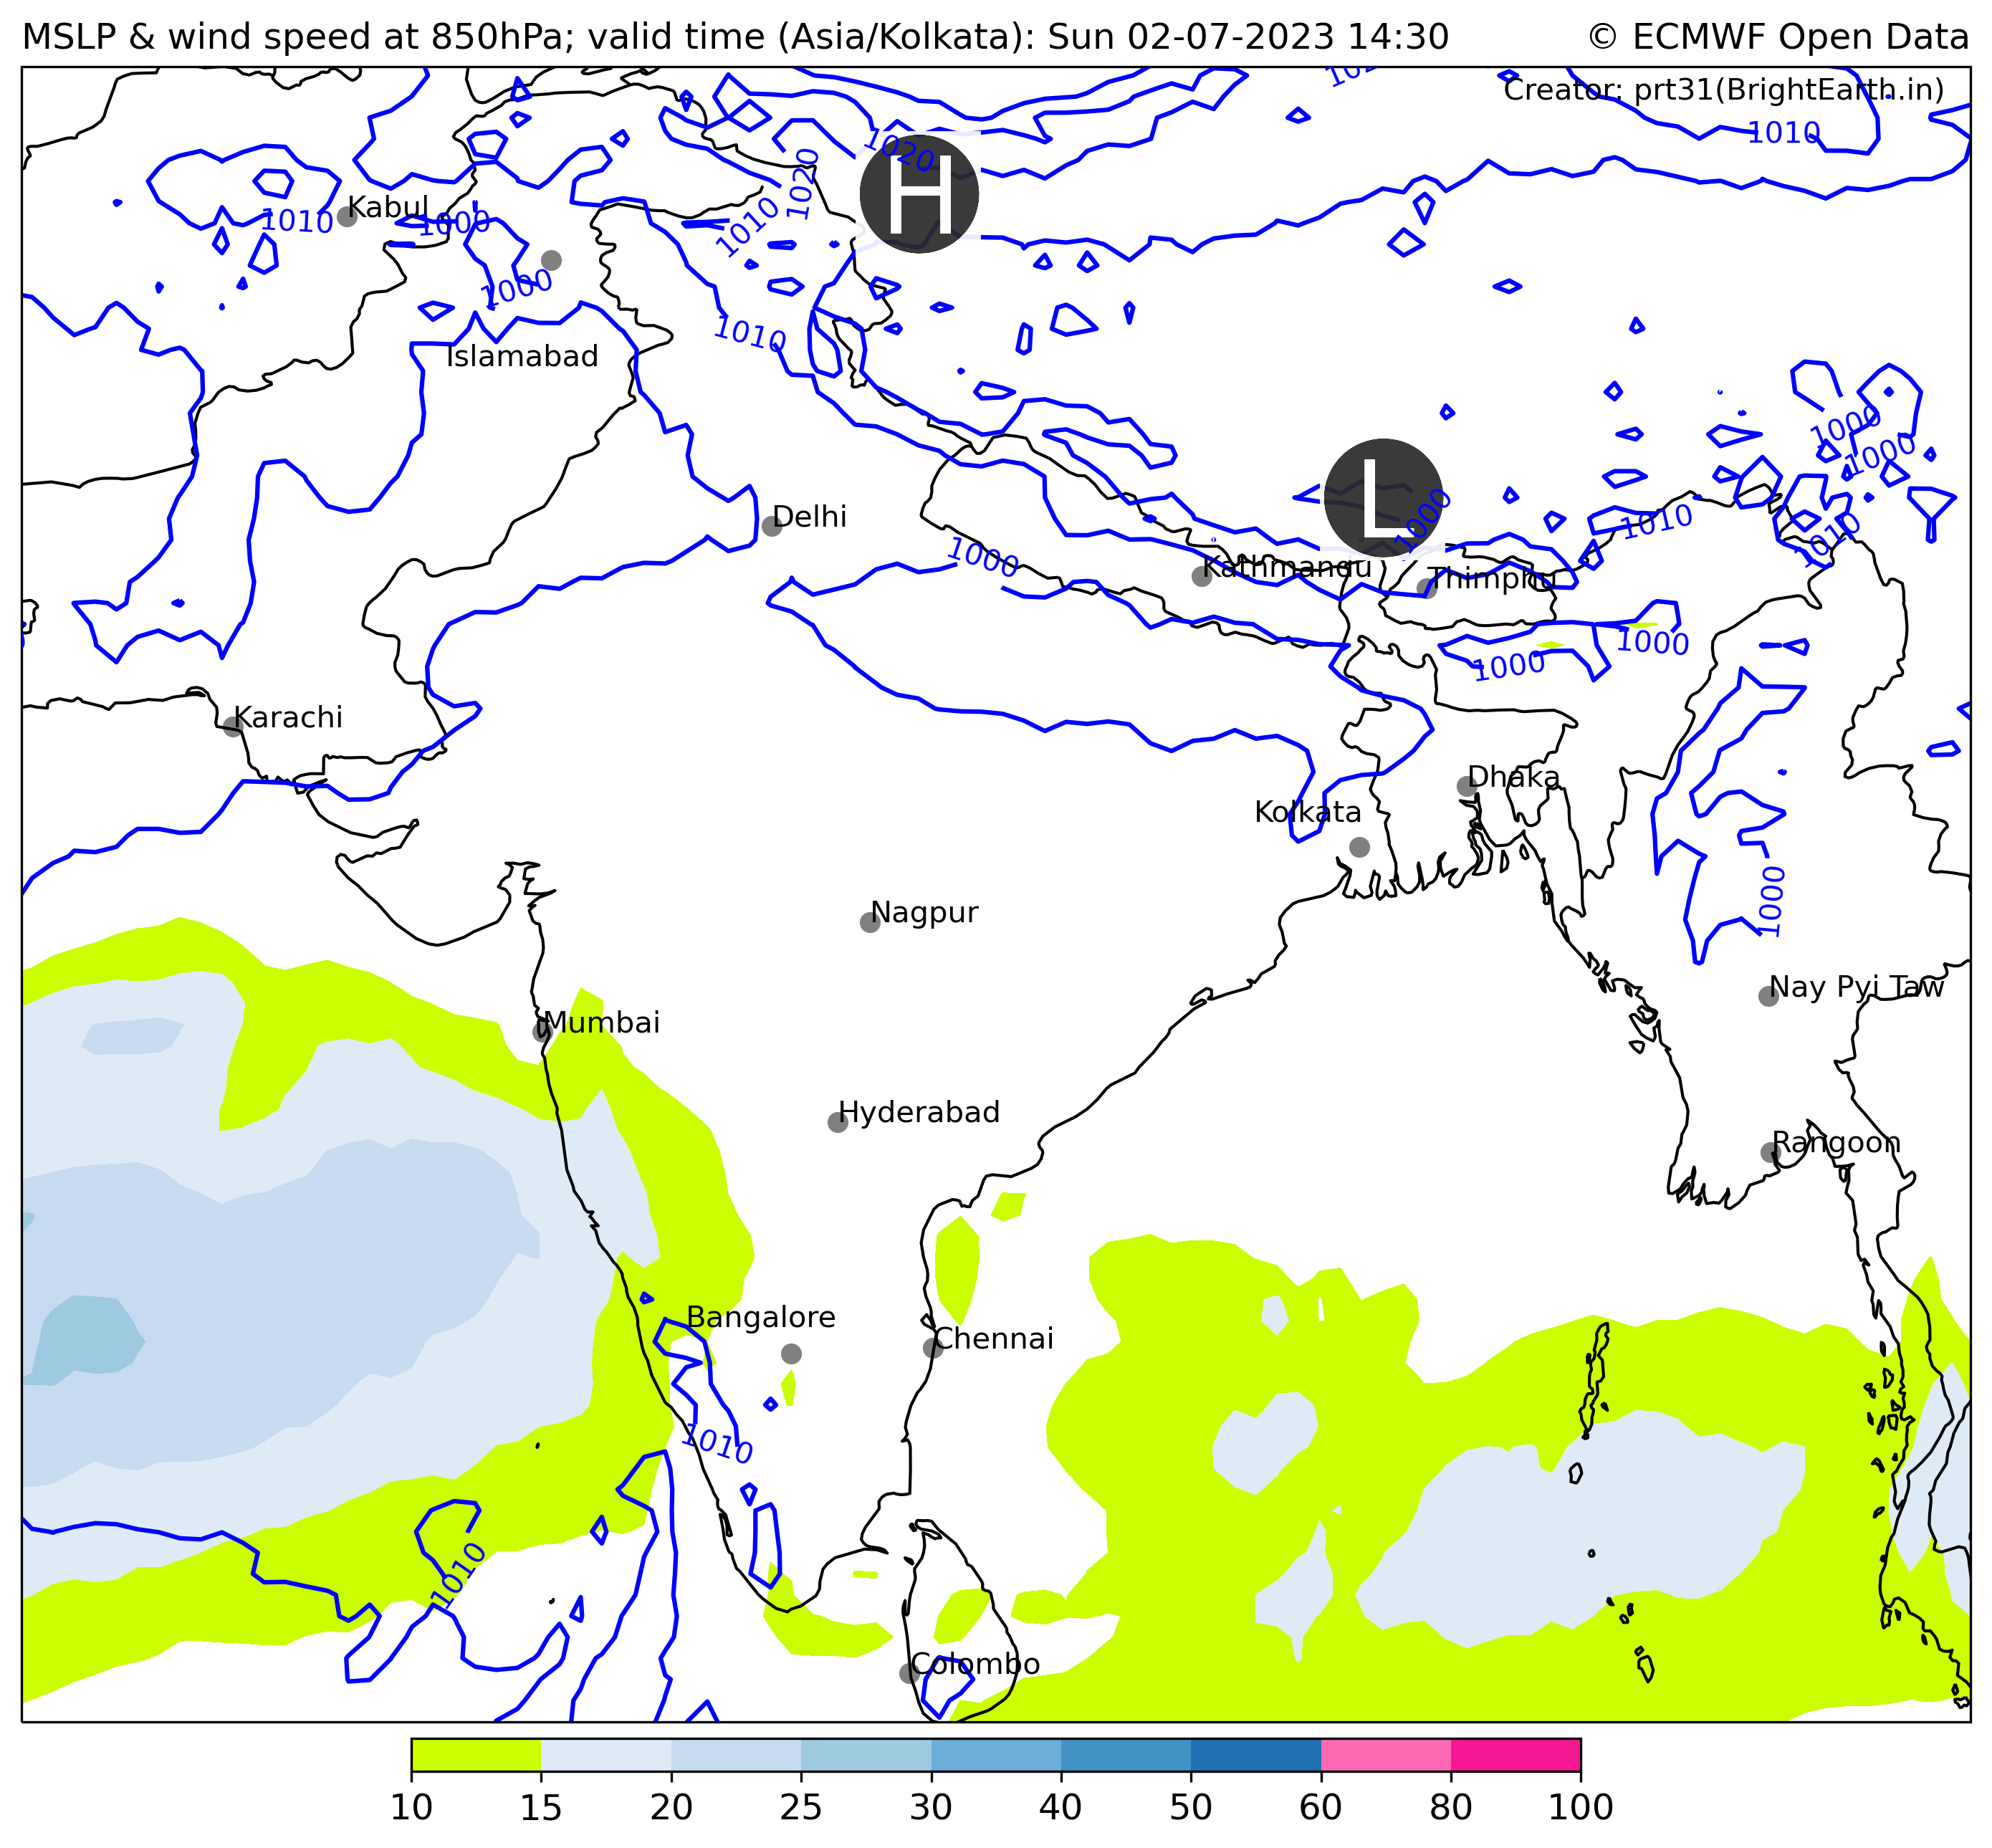 MSLP & wind speed at 850hPa; valid time (Asia/Kolkata): Sun 02-07-2023 14:30
© ECMWF Open Data
Creator: prt31(BrightEarth.in)
1010
1020
H
1020
Kabul
1010
1000
1010
1000
1010
Islamabad
1000
1000
L
1000
Delhi
1010
1010
1000
Kathmandu
Thimphu
1000
1000
Karachi
Dhaka
Kolkata
1000
Nagpur
Nay Pyi Taw
Mumbai
Hyderabad
Rangoon
Bangalore
Chennai
1010
1010
Colombo
10 15 20 25 30 40 50 60 80 100